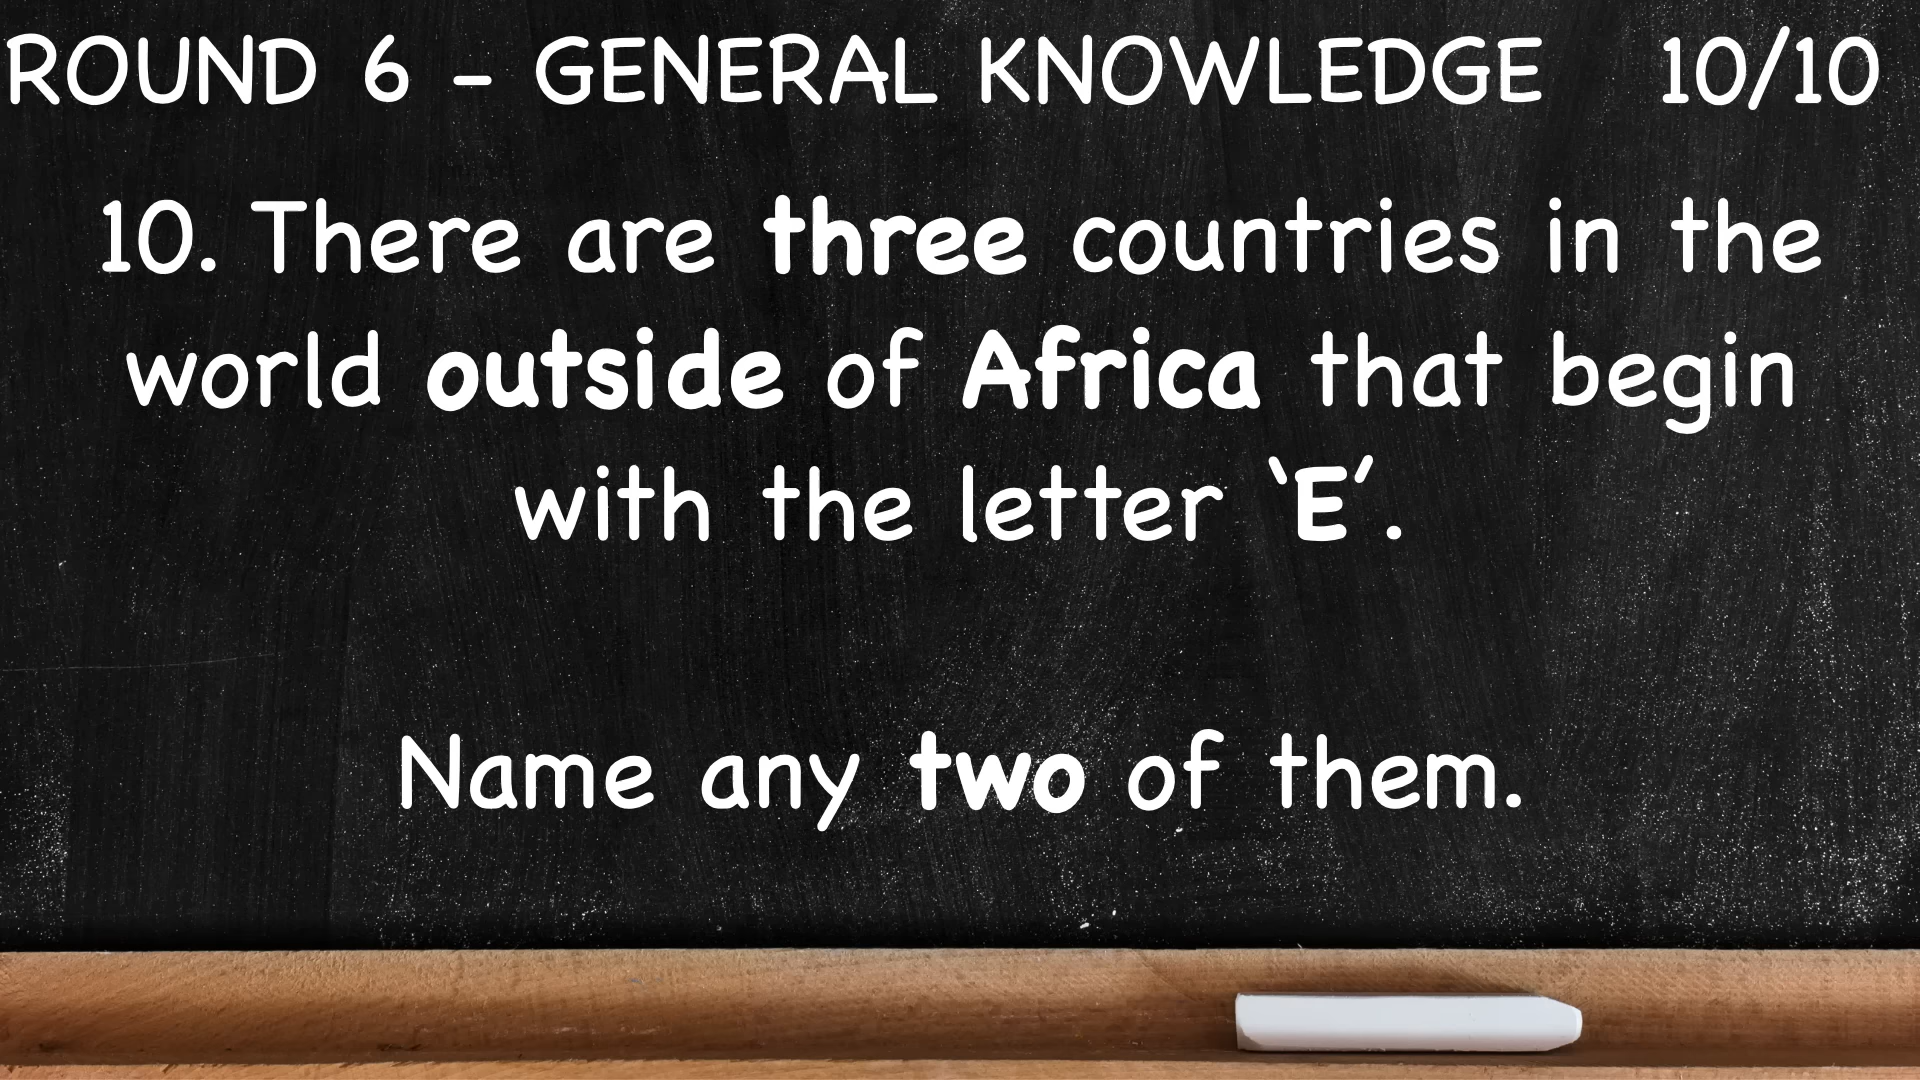 ROUND 6 - GENERAL KNOWLEDGE 10/10
10. There are three countries in the
world outside of Africa that begin
with the letter ‘E’.
Name any two of them.